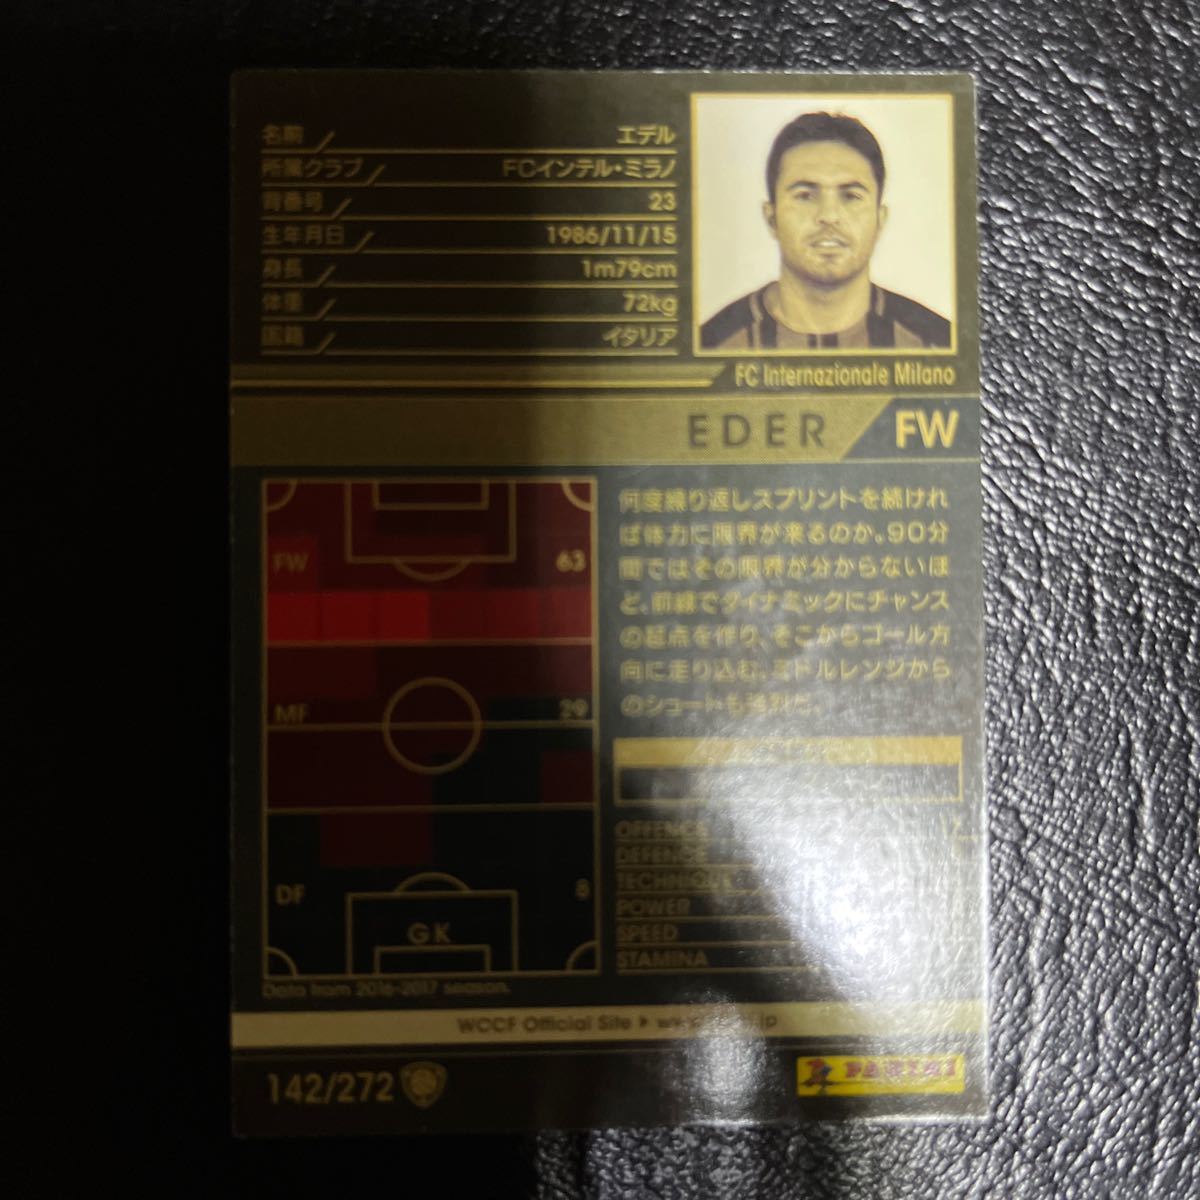 名前 エデル
所属クラブ FCインテル・ミラノ
背番号 23
生年月日 1986/11/15
身長 1m79cm
体重 72kg
国籍 イタリア
FC Internazionale Milano
EDER FW
FW 63
MF 29
DF 8
GK
Data from 2016-2017 season.
何度繰り返しスプリントを続けれ
ば体力に限界が来るのか。90分
間ではその限界が分からないほ
ど、前線でダイナミックにチャンス
の起点を作り、そこからゴール方
向に走り込む。ミドルレンジから
のシュートも強烈だ。
OFFENCE 17
DEFENCE
TECHNIQUE
POWER
SPEED
STAMINA
WCCF Official Site
142/272
PANINI